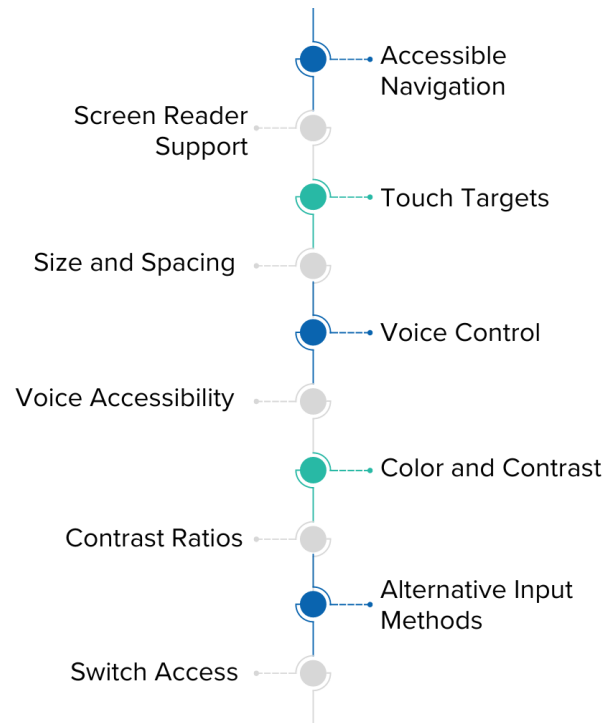 Accessible
Navigation
Screen Reader
Support
Touch Targets
Size and Spacing
Voice Control
Voice Accessibility
Color and Contrast
Contrast Ratios
Alternative Input
Methods
Switch Access